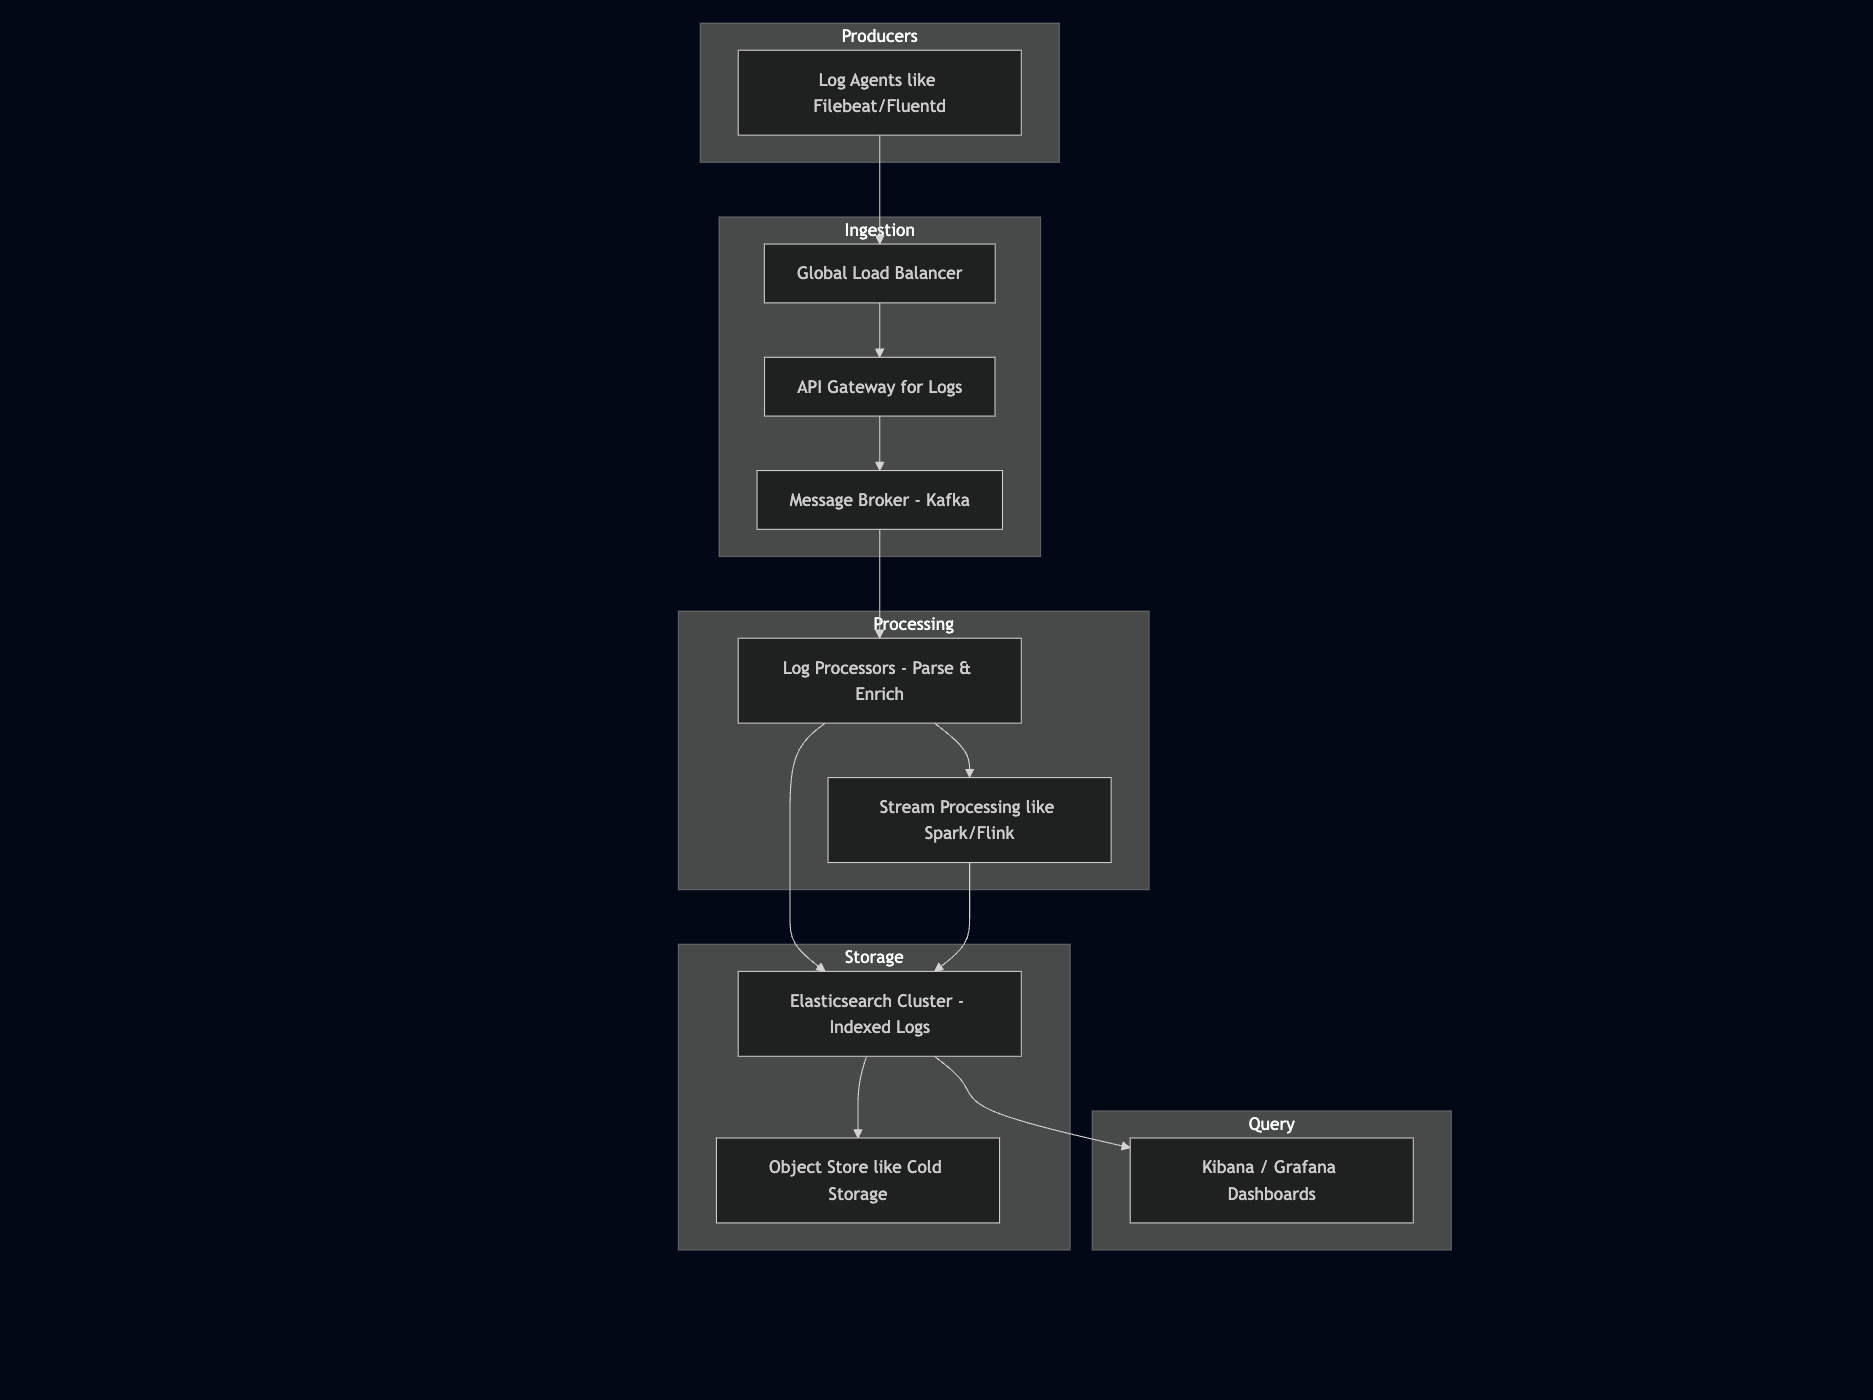 Producers
Log Agents like
Filebeat/Fluentd
Ingestion
Global Load Balancer
API Gateway for Logs
Message Broker - Kafka
Processing
Log Processors - Parse &
Enrich
Stream Processing like
Spark/Flink
Storage
Elasticsearch Cluster -
Indexed Logs
Object Store like Cold
Storage
Query
Kibana / Grafana
Dashboards